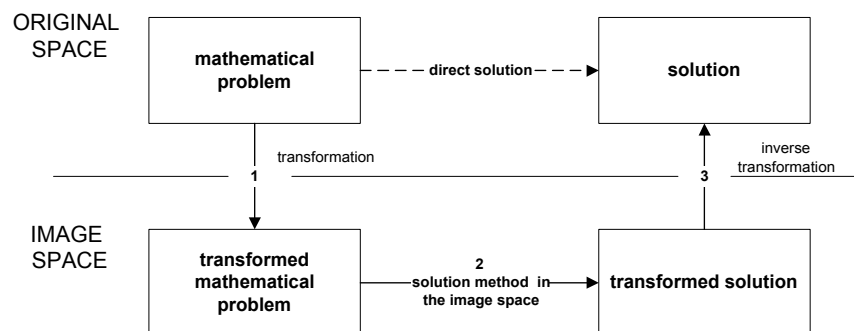 ORIGINAL
SPACE
mathematical
problem
direct solution
solution
1
transformation
3
inverse
transformation
IMAGE
SPACE
transformed
mathematical
problem
2
solution method in
the image space
transformed solution